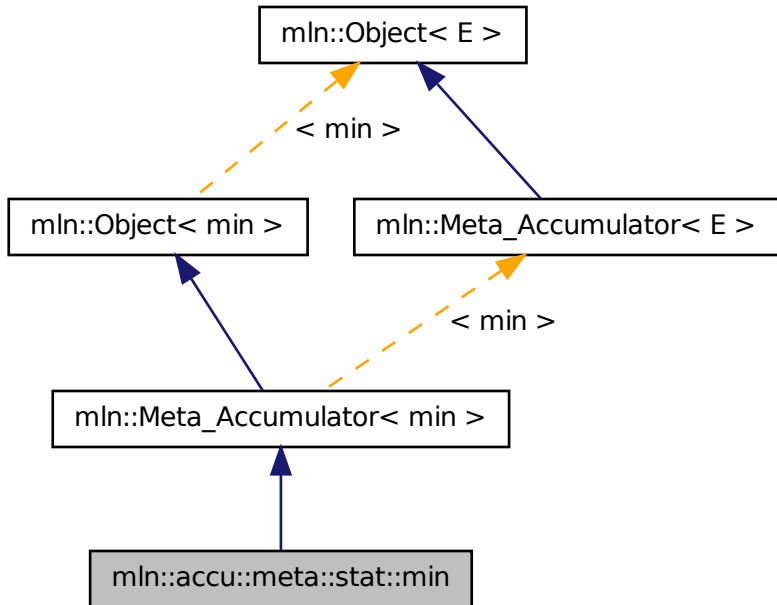 mln::Object< E >
< min >
mln::Object< min >
mln::Meta_Accumulator< E >
< min >
mln::Meta_Accumulator< min >
mln::accu::meta::stat::min